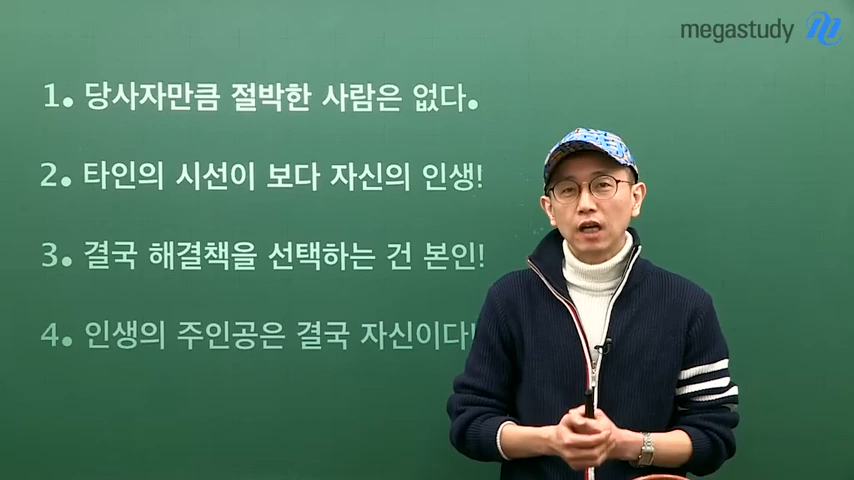 megastudy
1. 당사자만큼 절박한 사람은 없다.
2. 타인의 시선이 보다 자신의 인생!
3. 결국 해결책을 선택하는 건 본인!
4. 인생의 주인공은 결국 자신이다!